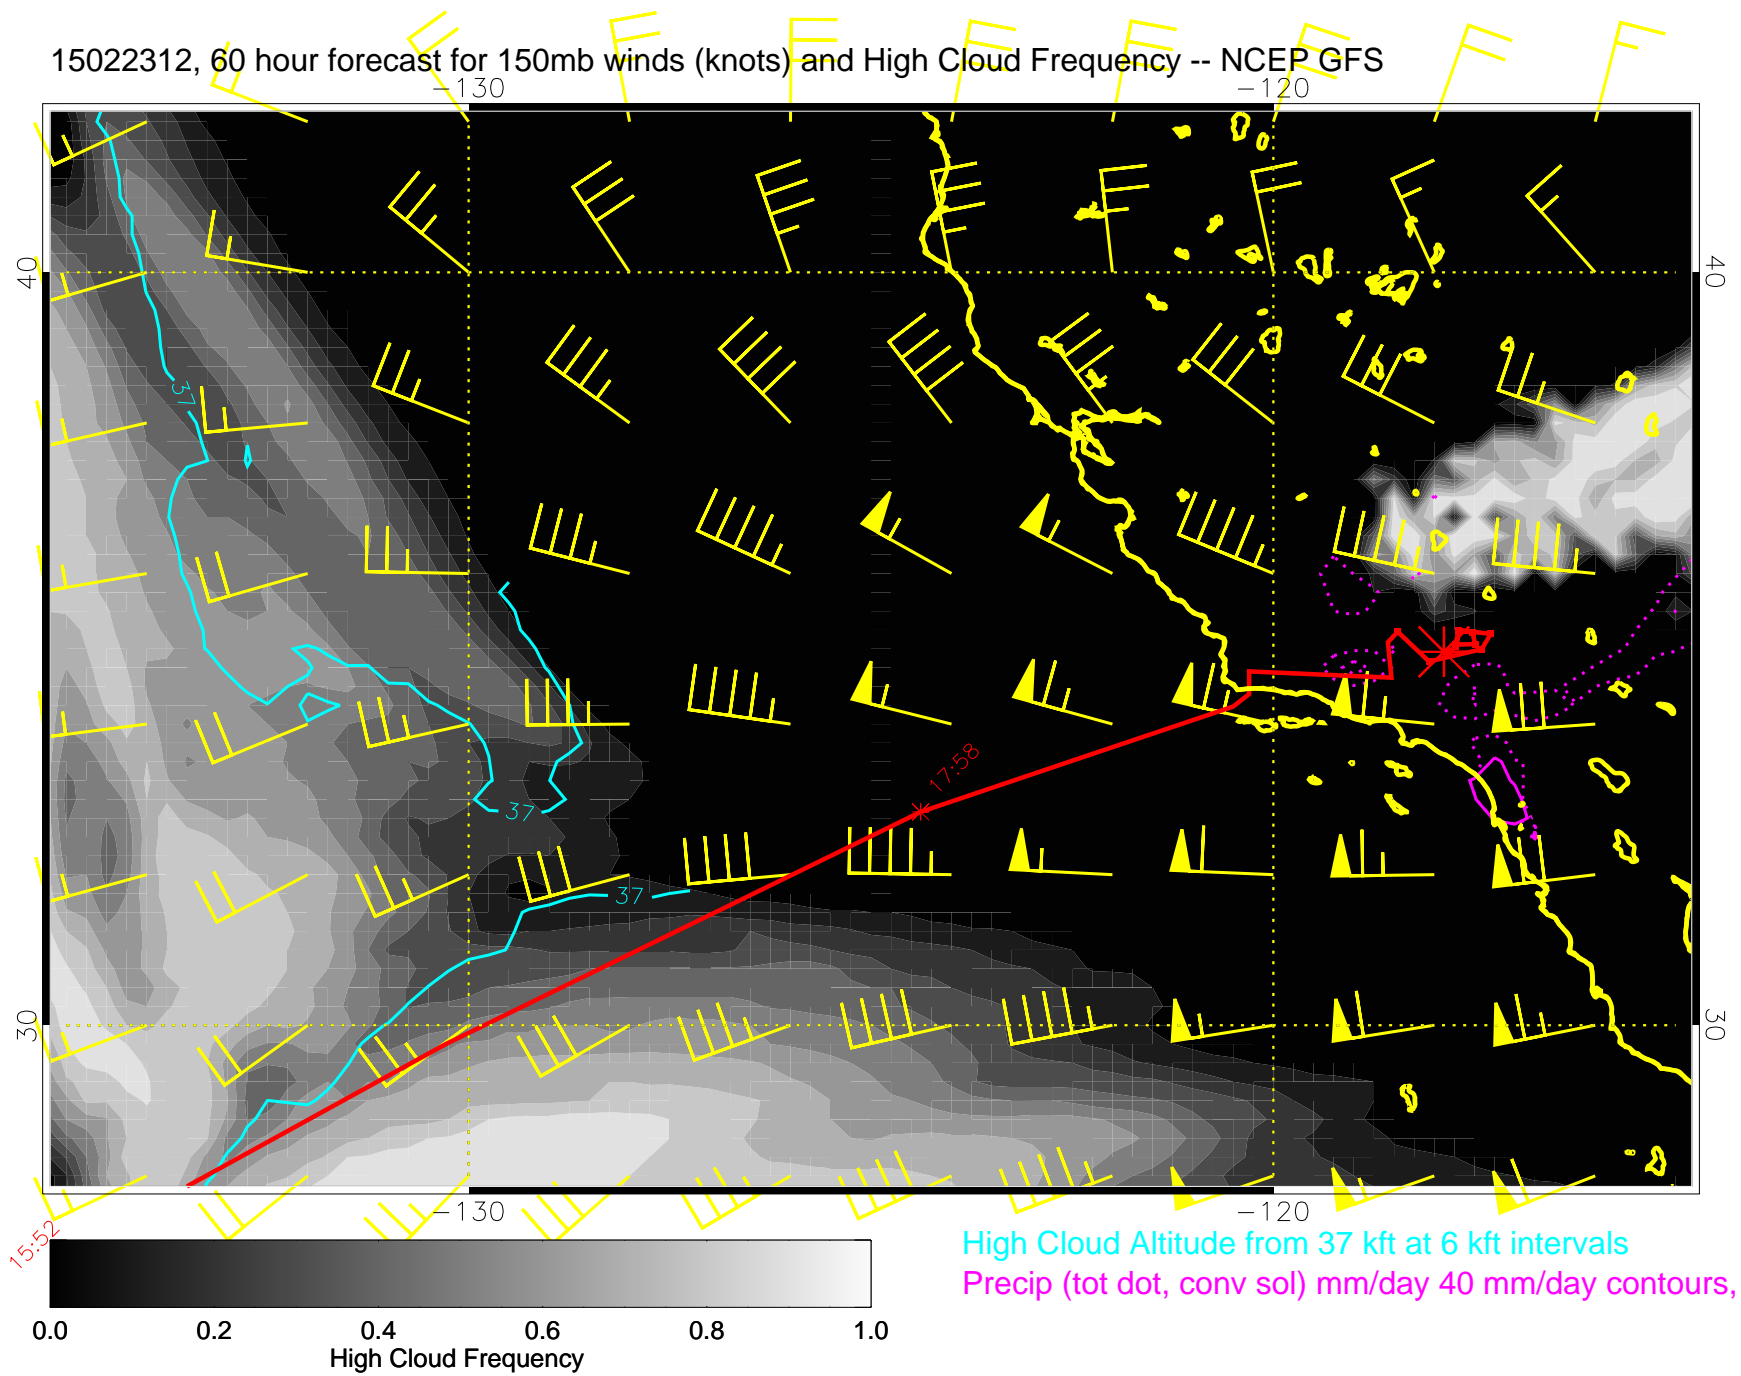 15022312, 60 hour forecast for 150mb winds (knots) and High Cloud Frequency -- NCEP GFS
-130 -120
40 40
37
17:58
37
37
30 30
-130 -120
15:52
High Cloud Altitude from 37 kft at 6 kft intervals
Precip (tot dot, conv sol) mm/day 40 mm/day contours,
0.0 0.2 0.4 0.6 0.8 1.0
High Cloud Frequency